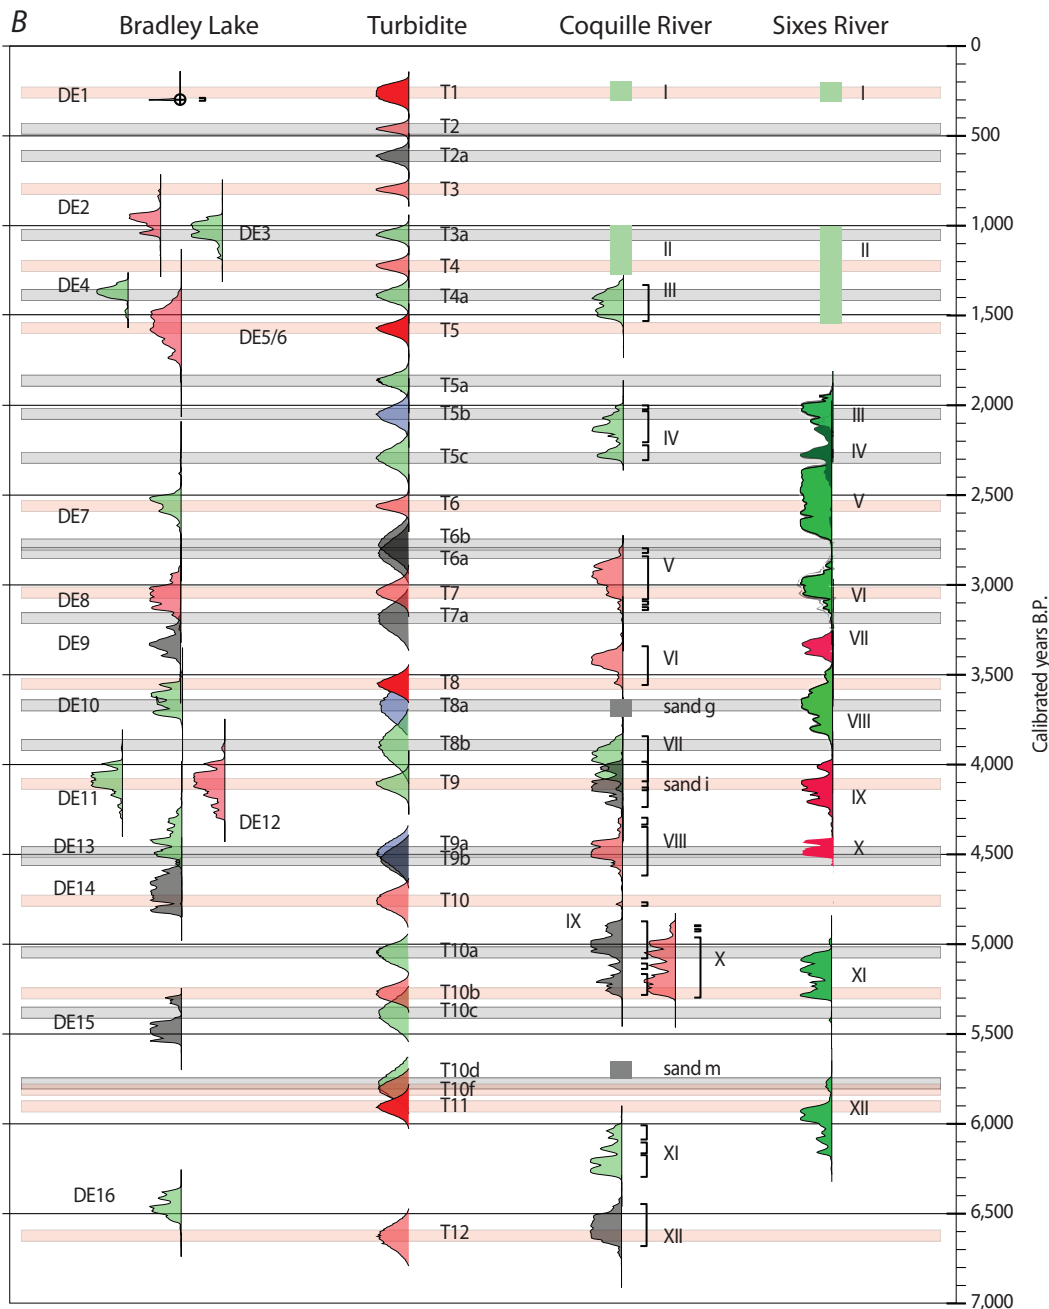 B
Bradley Lake Turbidite Coquille River Sixes River
0
DE1 T1 I I
T2
500
T2a
T3
DE2
1,000
DE3 T3a
II II
T4
DE4 T4a III
1,500
DE5/6 T5
T5a
2,000
T5b III
IV
T5c IV
2,500
T6 V
DE7
T6b
T6a V
3,000
DE8 T7 VI
T7a
DE9 VII
VI
3,500
T8
DE10 T8a sand g
VIII
T8b VII
4,000
T9 sand i
DE11 IX
DE12
DE13 T9a VIII X
T9b
4,500
DE14
T10
IX
5,000
T10a X
XI
T10b
T10c
DE15
5,500
T10d sand m
T10f
T11 XII
6,000
XI
DE16
6,500
T12 XII
7,000
Calibrated years B.P.